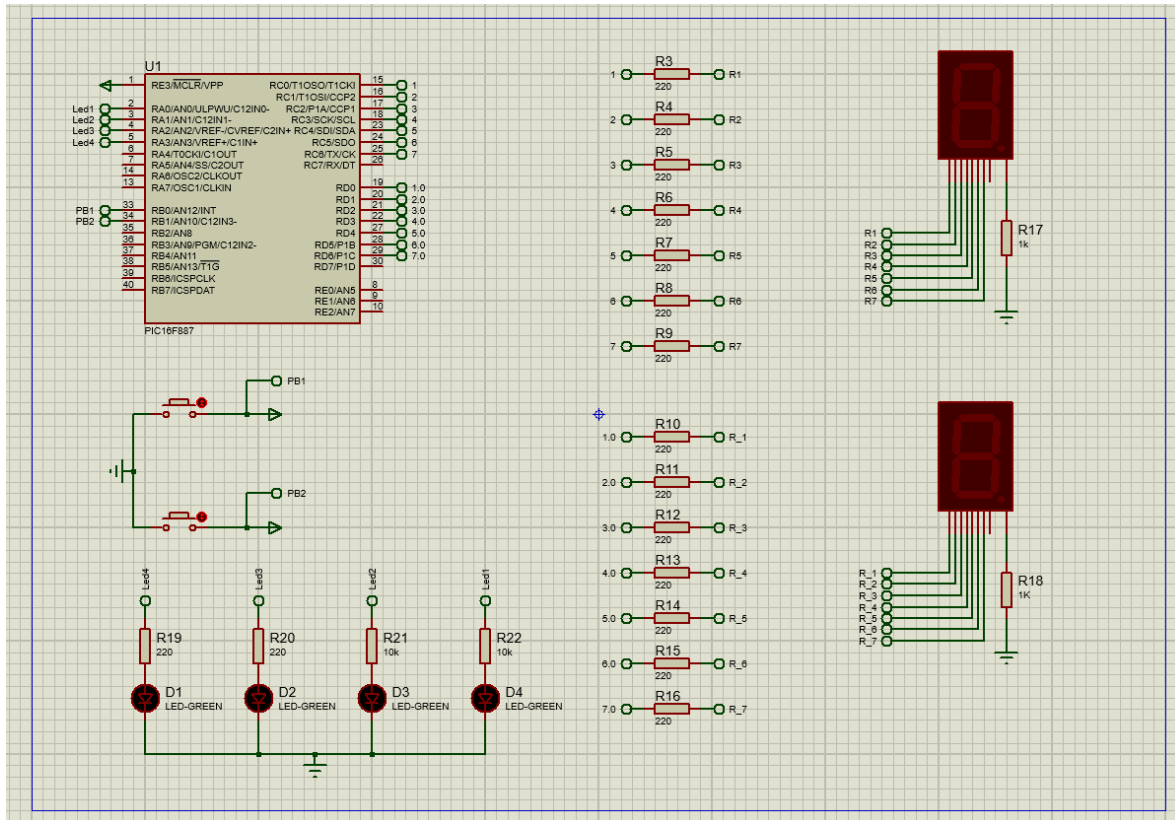 U1
1 RE3/MCLR/VPP
Led1 2 RA0/AN0/ULPWU/C12IN0-
Led2 3 RA1/AN1/C12IN1-
Led3 4 RA2/AN2/VREF-/CVREF/C2IN+
Led4 5 RA3/AN3/VREF+/C1IN+
6 RA4/T0CKI/C1OUT
7 RA5/AN4/SS/C2OUT
14 RA6/OSC2/CLKOUT
13 RA7/OSC1/CLKIN
PB1 33 RB0/AN12/INT
PB2 34 RB1/AN10/C12IN3-
35 RB2/AN8
36 RB3/AN9/PGM/C12IN2-
37 RB4/AN11
38 RB5/AN13/T1G
39 RB6/ICSPCLK
40 RB7/ICSPDAT
RC0/T1OSO/T1CKI 15 1
RC1/T1OSI/CCP2 16 2
RC2/P1A/CCP1 17 3
RC3/SCK/SCL 18 4
RC4/SDI/SDA 23 5
RC5/SDO 24 6
RC6/TX/CK 25 7
RC7/RX/DT 26
RD0 19 1.0
RD1 20 2.0
RD2 21 3.0
RD3 22 4.0
RD4 27 5.0
RD5/P1B 28 6.0
RD6/P1C 29 7.0
RD7/P1D 30
RE0/AN5 8
RE1/AN6 9
RE2/AN7 10
PIC16F887
PB1
PB2
Led4
Led3
Led2
Led1
R19
220
R20
220
R21
10k
R22
10k
D1
LED-GREEN
D2
LED-GREEN
D3
LED-GREEN
D4
LED-GREEN
R3
1 R1
220
R4
2 R2
220
R5
3 R3
220
R6
4 R4
220
R7
5 R5
220
R8
6 R6
220
R9
7 R7
220
R10
1.0 R_1
220
R11
2.0 R_2
220
R12
3.0 R_3
220
R13
4.0 R_4
220
R14
5.0 R_5
220
R15
6.0 R_6
220
R16
7.0 R_7
220
R1
R2
R3
R4
R5
R6
R7
R17
1k
R_1
R_2
R_3
R_4
R_5
R_6
R_7
R18
1K